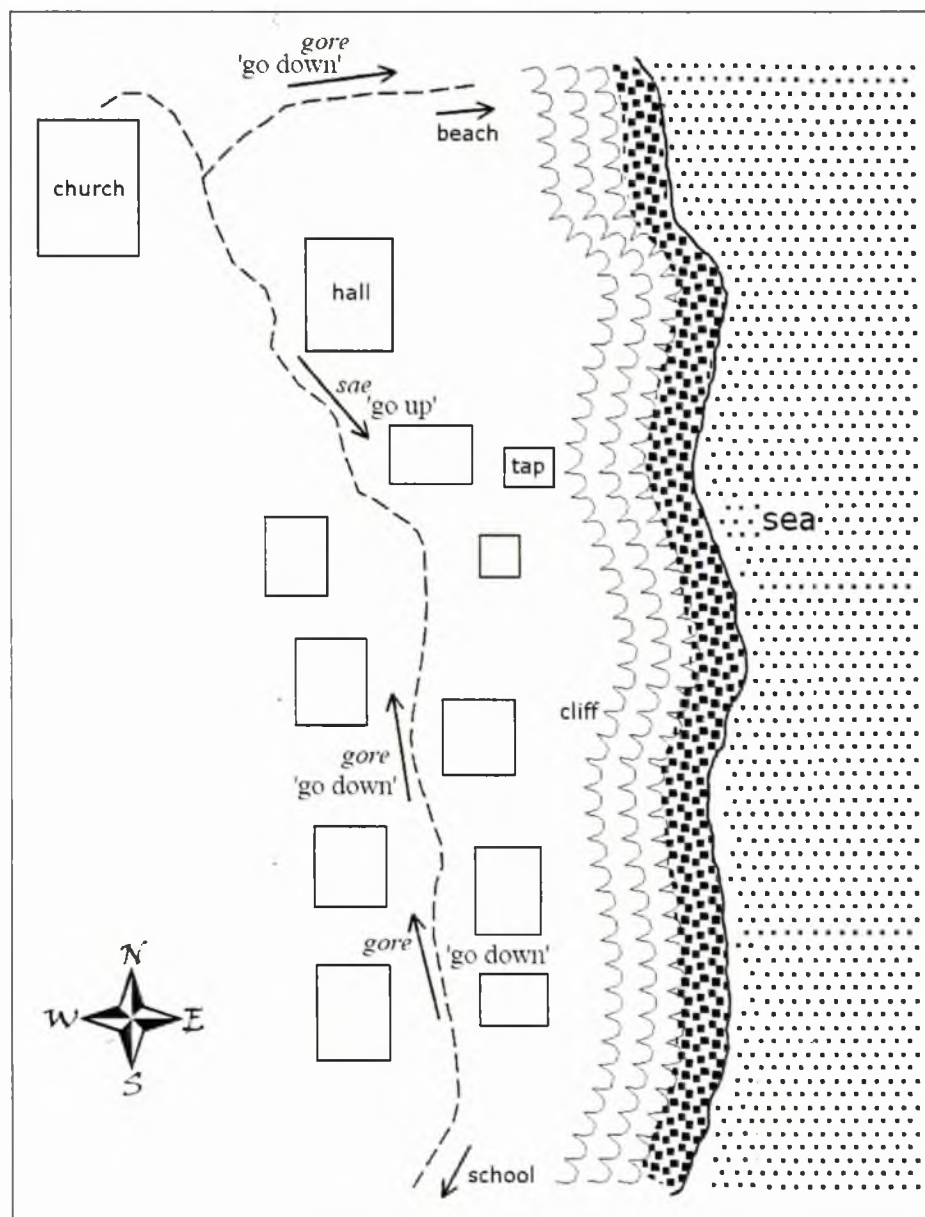 gore
'go down'
beach
church
hall
sae
'go up'
tap
sea
cliff
gore
'go down'
gore
'go down'
N
W E
S
school